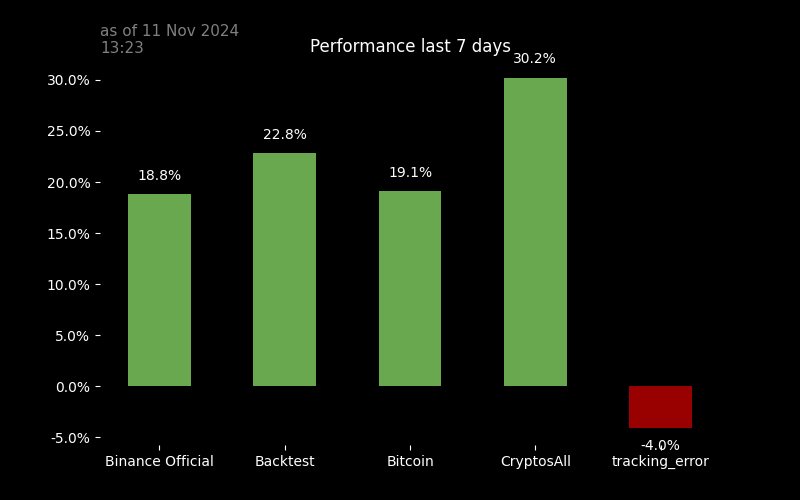 as of 11 Nov 2024
13:23
Performance last 7 days
30.2%
30.0%
25.0%
22.8%
20.0%
18.8%
19.1%
15.0%
10.0%
5.0%
0.0%
-5.0%
-4.0%
Binance Official
Backtest
Bitcoin
CryptosAll
tracking_error